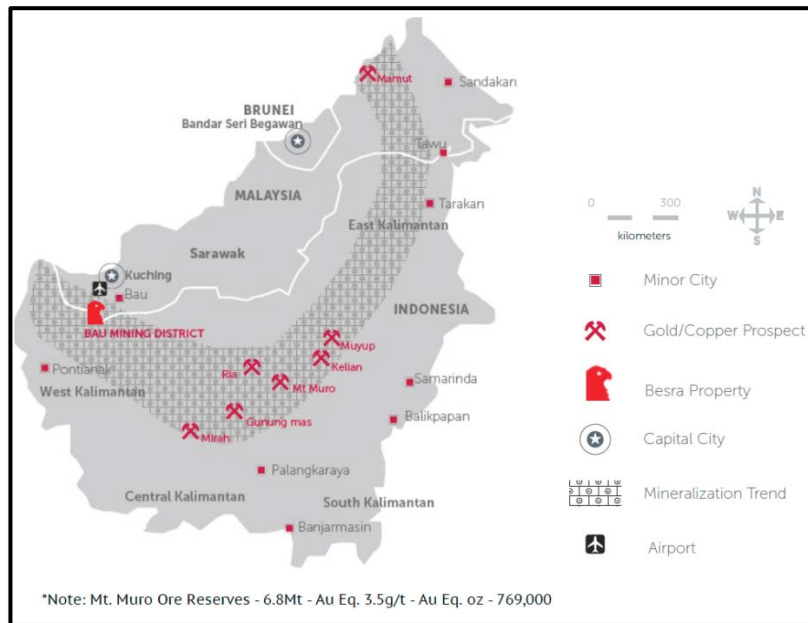 Mamut
Sandakan
BRUNEI
Bandar Seri Begawan
Tawu
MALAYSIA
Tarakan
East Kalimantan
Sarawak
Kuching
Bau
INDONESIA
BAU MINING DISTRICT
Muyup
Kelian
Ria
Pontianak
Mt Muro
Samarinda
West Kalimantan
Gunung mas
Balikpapan
Mirah
Palangkaraya
Central Kalimantan
South Kalimantan
Banjarmasin
0 300
kilometers
N
W E
S
Minor City
Gold/Copper Prospect
Besra Property
Capital City
Mineralization Trend
Airport
*Note: Mt. Muro Ore Reserves - 6.8Mt - Au Eq. 3.5g/t - Au Eq. oz - 769,000